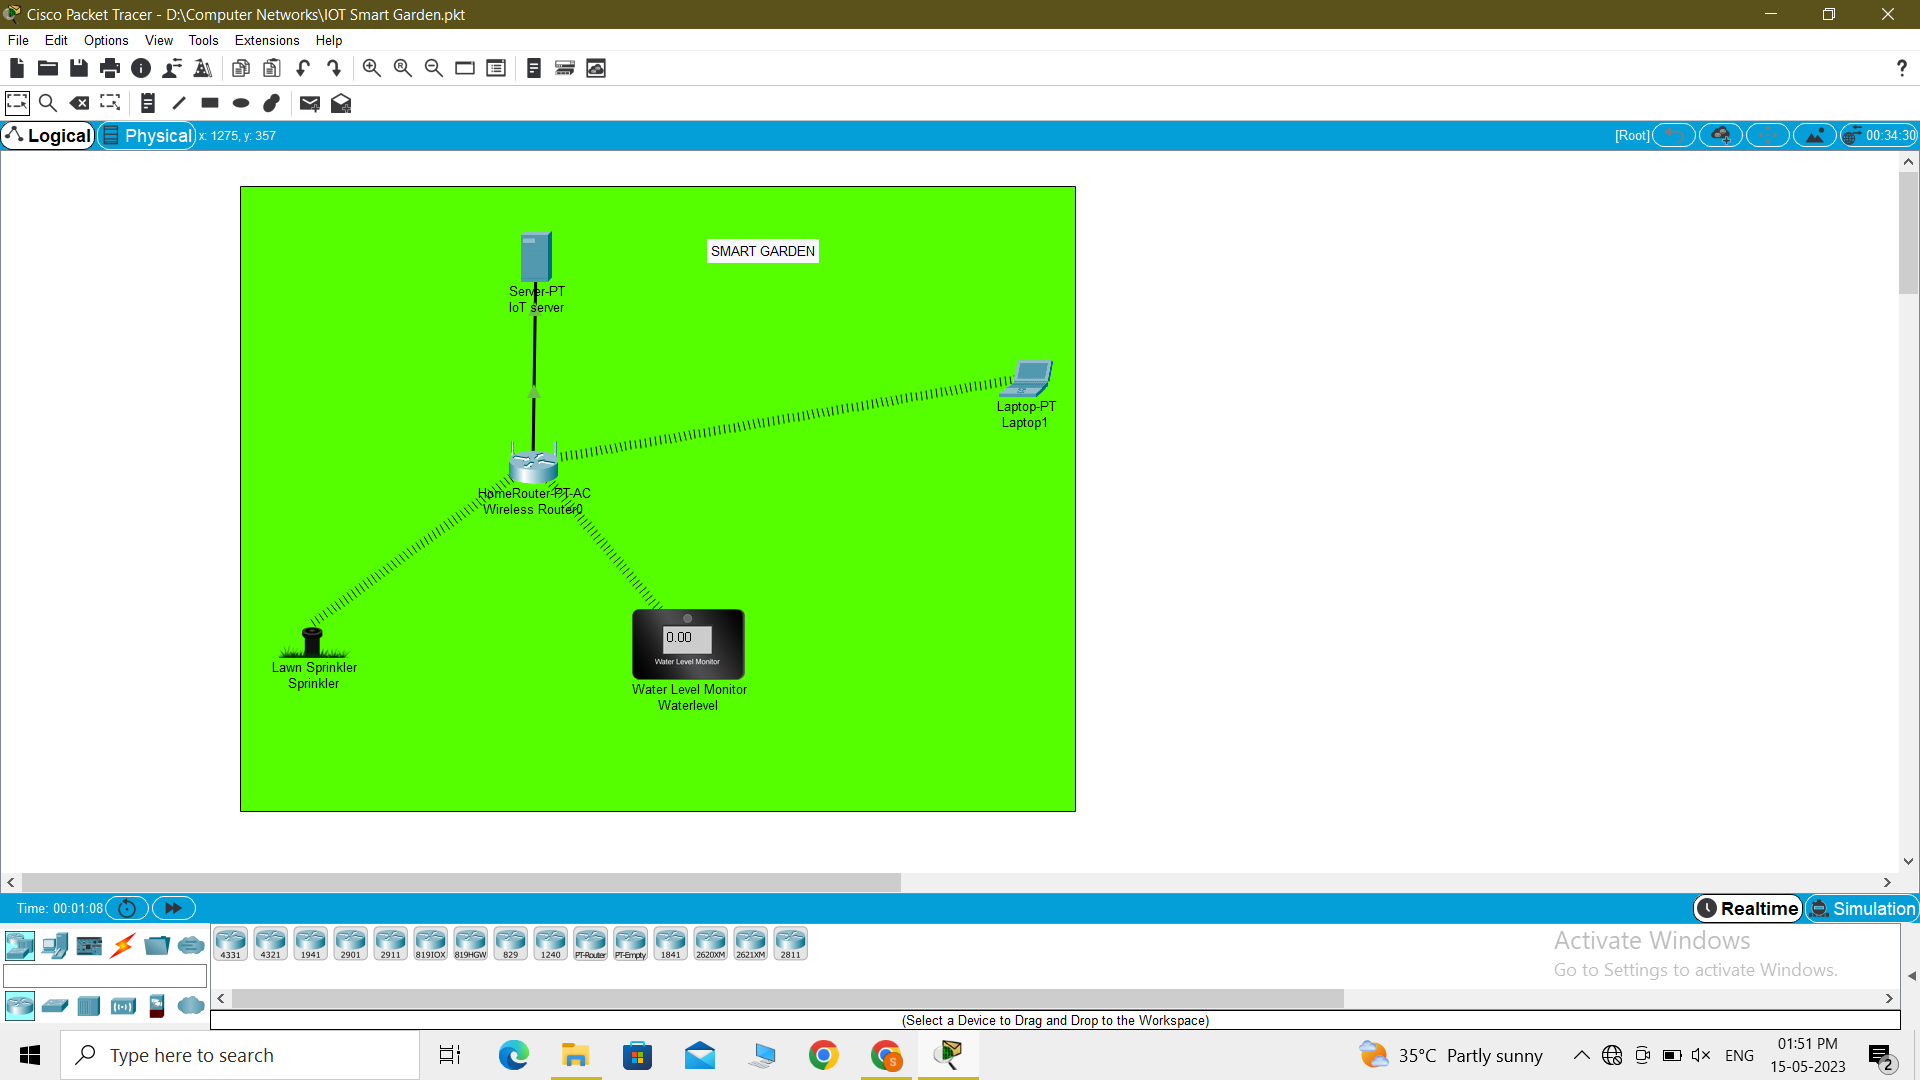 Cisco Packet Tracer - D:\Computer Networks\IOT Smart Garden.pkt
File Edit Options View Tools Extensions Help
?
Logical Physical x: 1275, y: 357 [Root] 00:34:30
SMART GARDEN
Server-PT
IoT server
Laptop-PT
Laptop1
HomeRouter-PT-AC
Wireless Router0
0.00
Water Level Monitor
Lawn Sprinkler
Sprinkler
Water Level Monitor
Waterlevel
Time: 00:01:08 Realtime Simulation
4331 4321 1941 2901 2911 819IOX 819HGW 829 1240 PT-Router PT-Empty 1841 2620XM 2621XM 2811
Activate Windows
Go to Settings to activate Windows.
(Select a Device to Drag and Drop to the Workspace)
Type here to search
S
35°C Partly sunny
ENG
01:51 PM
15-05-2023
2